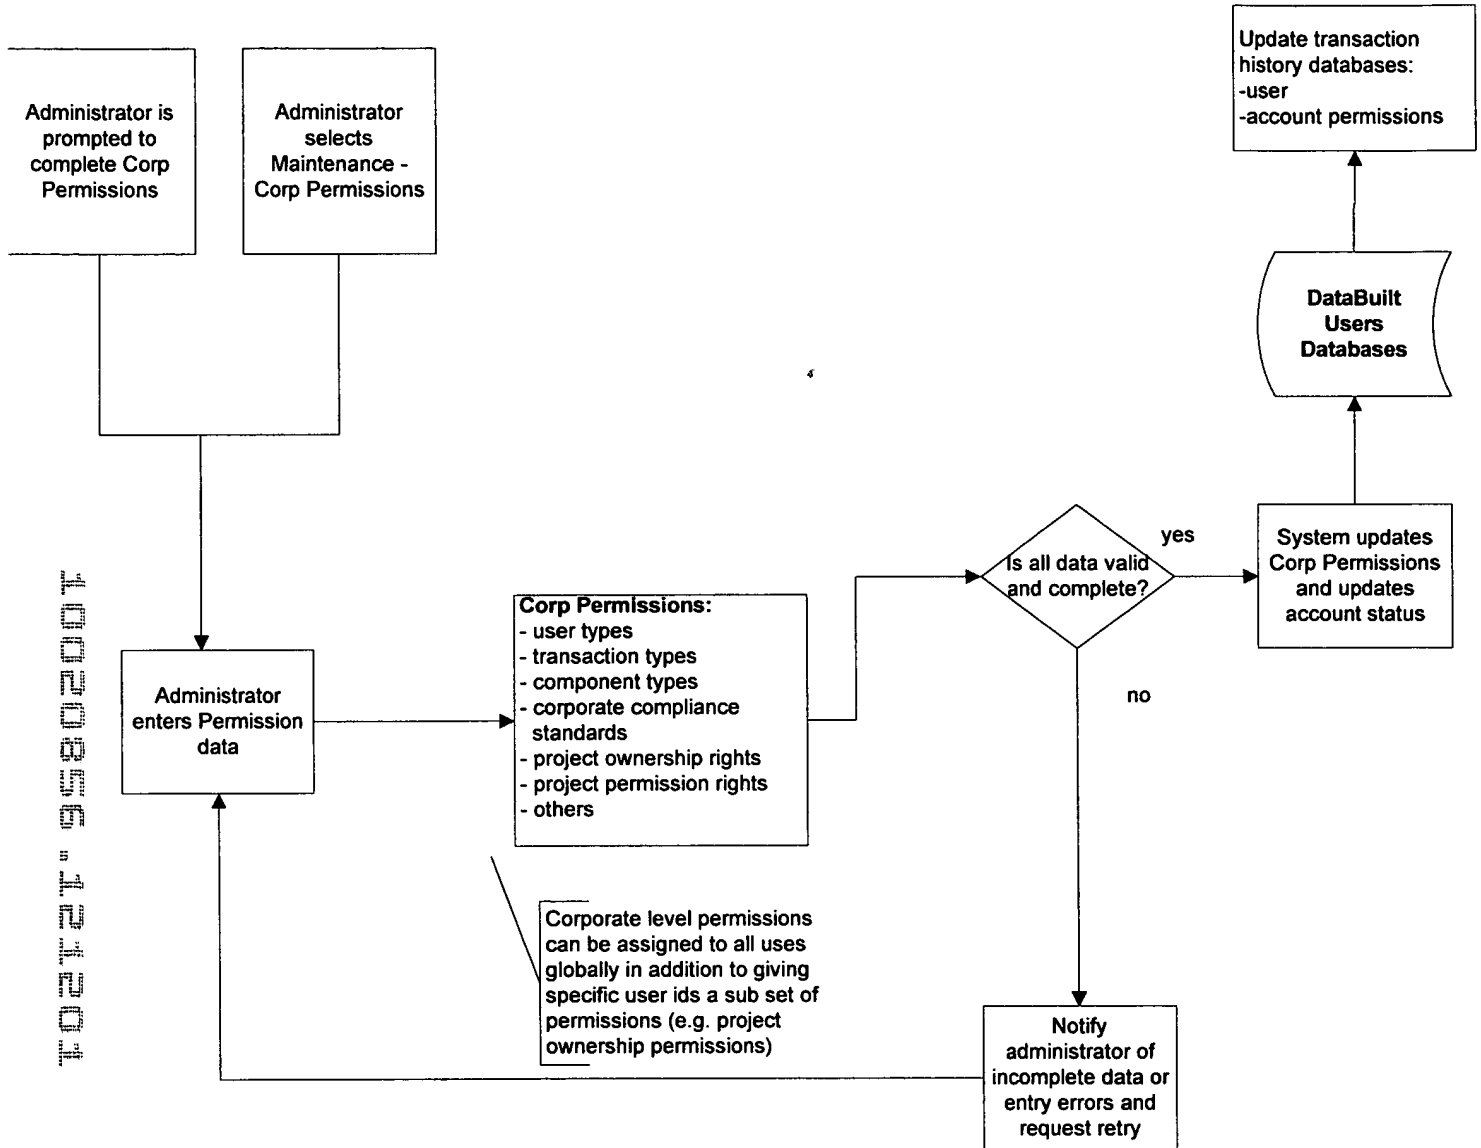 Administrator is
prompted to
complete Corp
Permissions
Administrator
selects
Maintenance -
Corp Permissions
Update transaction
history databases:
-user
-account permissions
DataBuilt
Users
Databases
System updates
Corp Permissions
and updates
account status
yes
Is all data valid
and complete?
no
Corp Permissions:
- user types
- transaction types
- component types
- corporate compliance
standards
- project ownership rights
- project permission rights
- others
Administrator
enters Permission
data
Corporate level permissions
can be assigned to all uses
globally in addition to giving
specific user ids a sub set of
permissions (e.g. project
ownership permissions)
Notify
administrator of
incomplete data or
entry errors and
request retry
10020856.121201